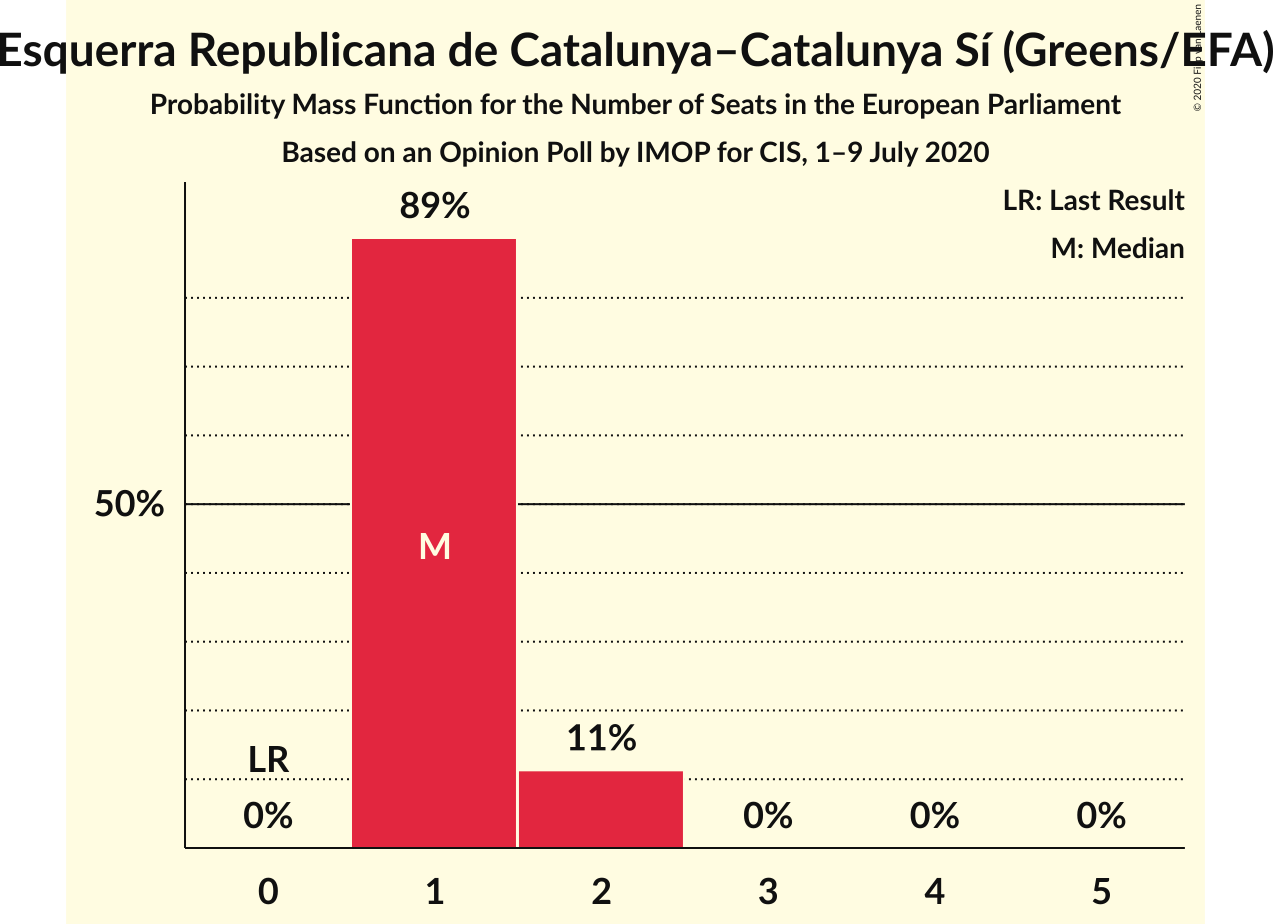 Esquerra Republicana de Catalunya–Catalunya Sí (Greens/EFA)
Probability Mass Function for the Number of Seats in the European Parliament
Based on an Opinion Poll by IMOP for CIS, 1–9 July 2020
© 2020
LR: Last Result
M: Median
89%
50%
M
11%
LR
0%
0%
0%
0%
0
1
2
3
4
5